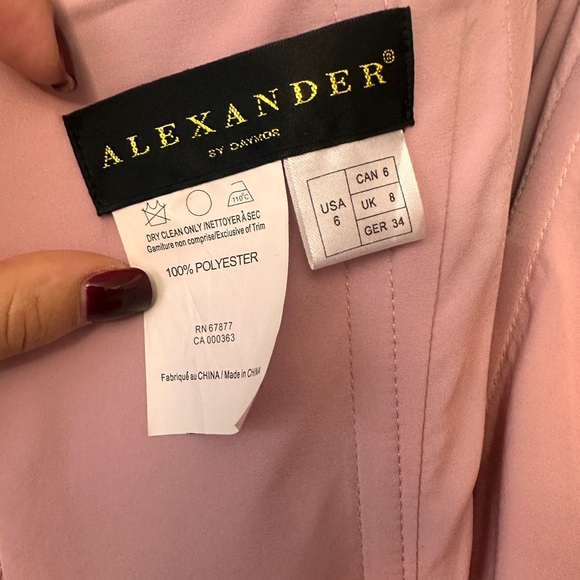 ALEXANDER®
BY DAYMOR
110°C
DRY CLEAN ONLY /NETTOYER À SEC
Garniture non comprise/Exclusive of Trim
100% POLYESTER
RN 67877
CA 000363
Fabriqué au CHINA / Made in CHINA
USA 6
CAN 6
UK 8
GER 34